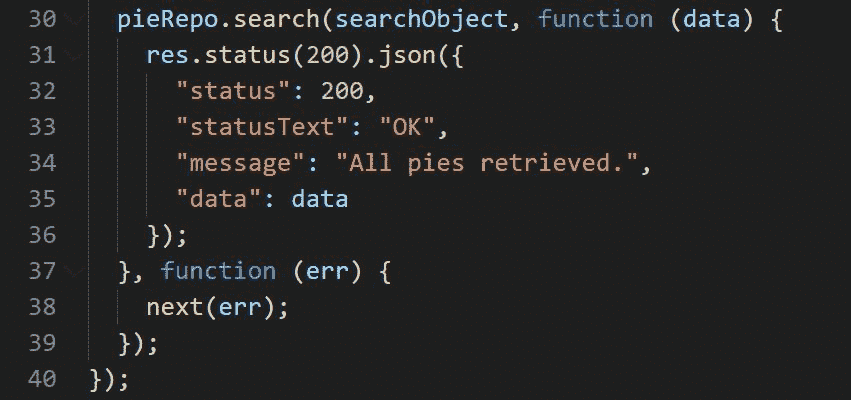 30 pieRepo.search(searchObject, function (data) {
31 res.status(200).json({
32 "status": 200,
33 "statusText": "OK",
34 "message": "All pies retrieved.",
35 "data": data
36 });
37 }, function (err) {
38 next(err);
39 });
40 });